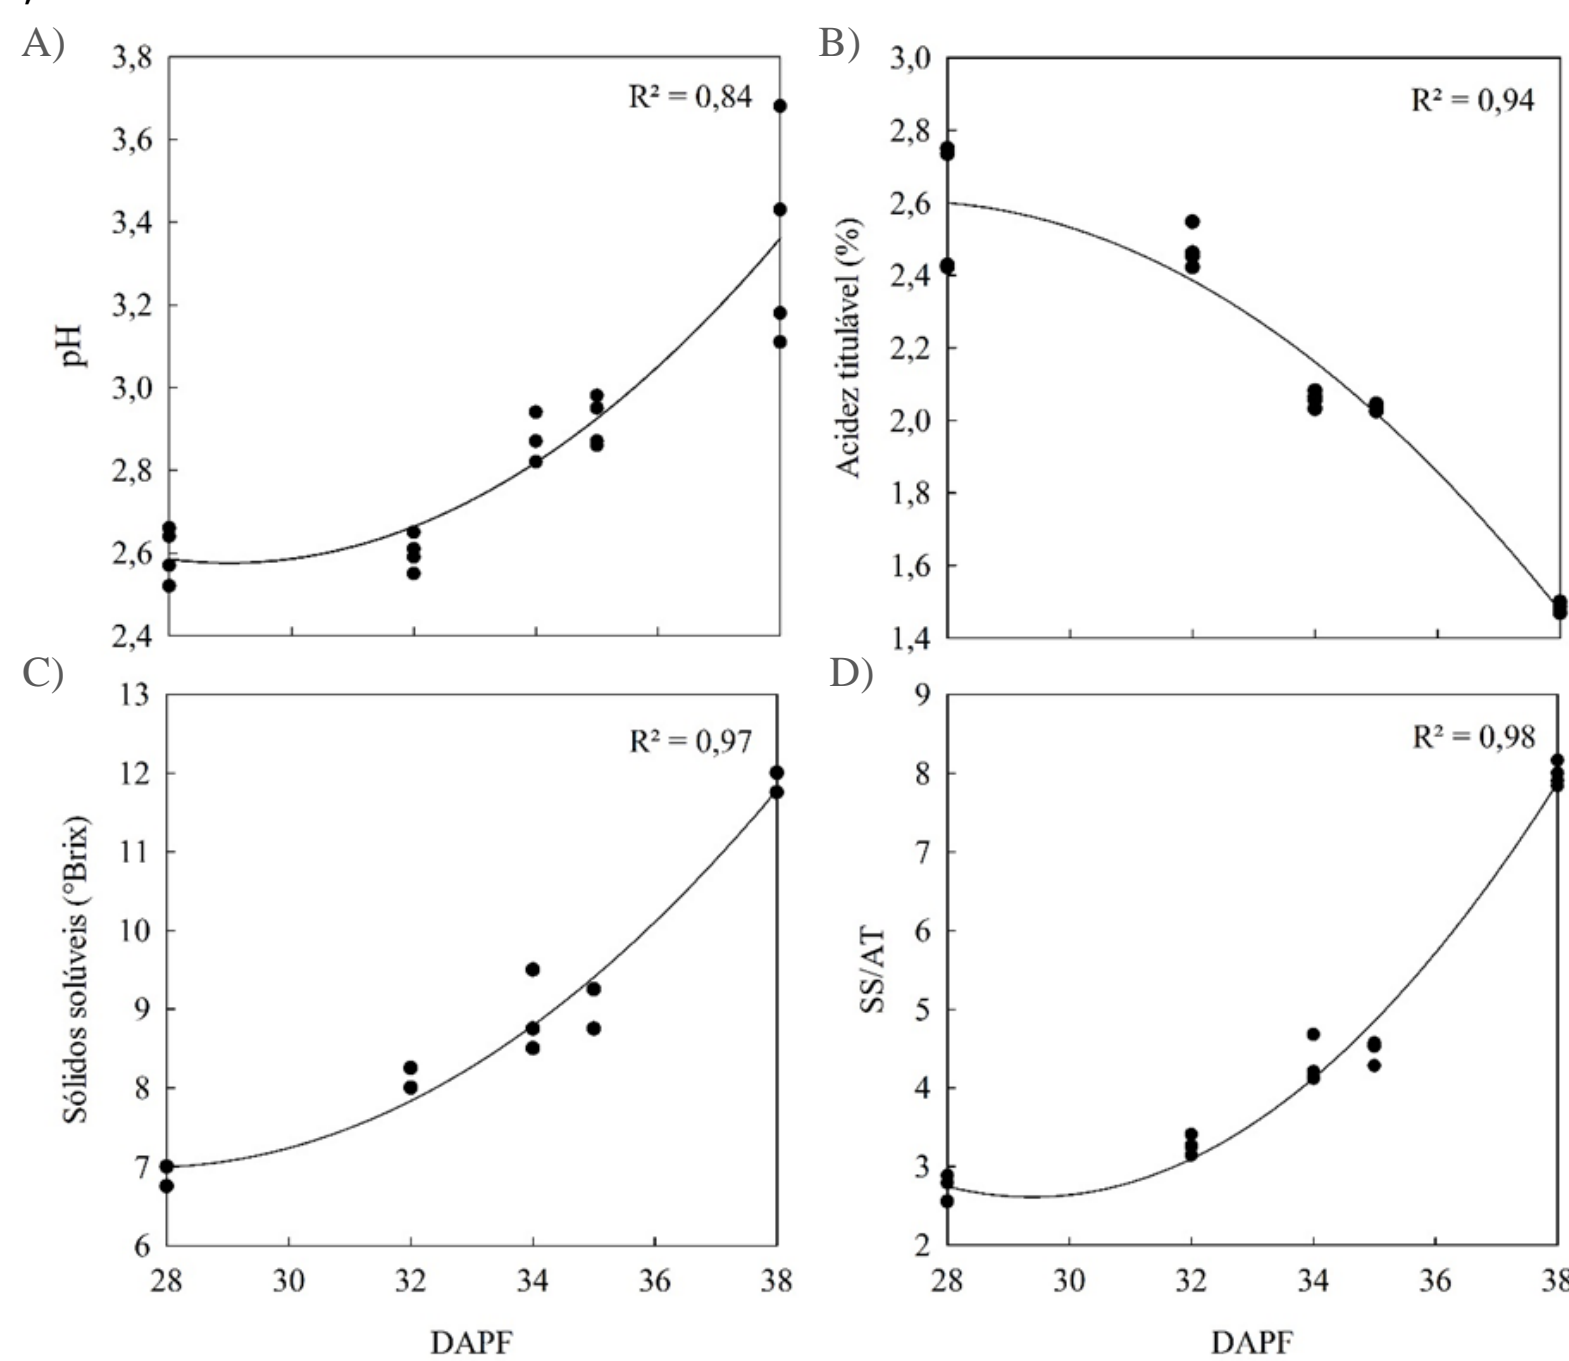 A)
3,8
3,6
3,4
3,2
3,0
2,8
2,6
2,4
pH
R² = 0,84
B)
3,0
2,8
2,6
2,4
2,2
2,0
1,8
1,6
1,4
Acidez titulável (%)
R² = 0,94
C)
13
12
11
10
9
8
7
6
Sólidos solúveis (°Brix)
R² = 0,97
28 30 32 34 36 38
DAPF
D)
9
8
7
6
5
4
3
2
SS/AT
R² = 0,98
28 30 32 34 36 38
DAPF